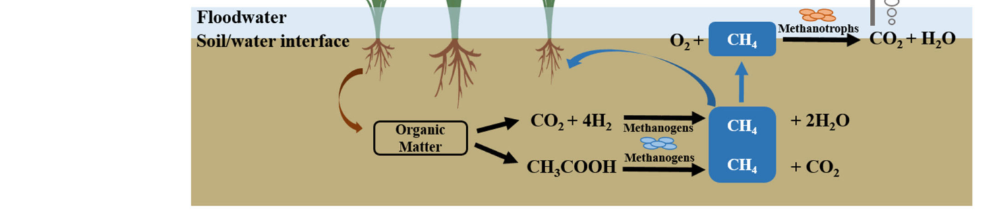 Floodwater
Soil/water interface
Methanotrophs
O₂ + CH₄ CO₂ + H₂O
CO₂ + 4H₂ Methanogens CH₄ + 2H₂O
Organic
Matter
CH₃COOH Methanogens CH₄ + CO₂